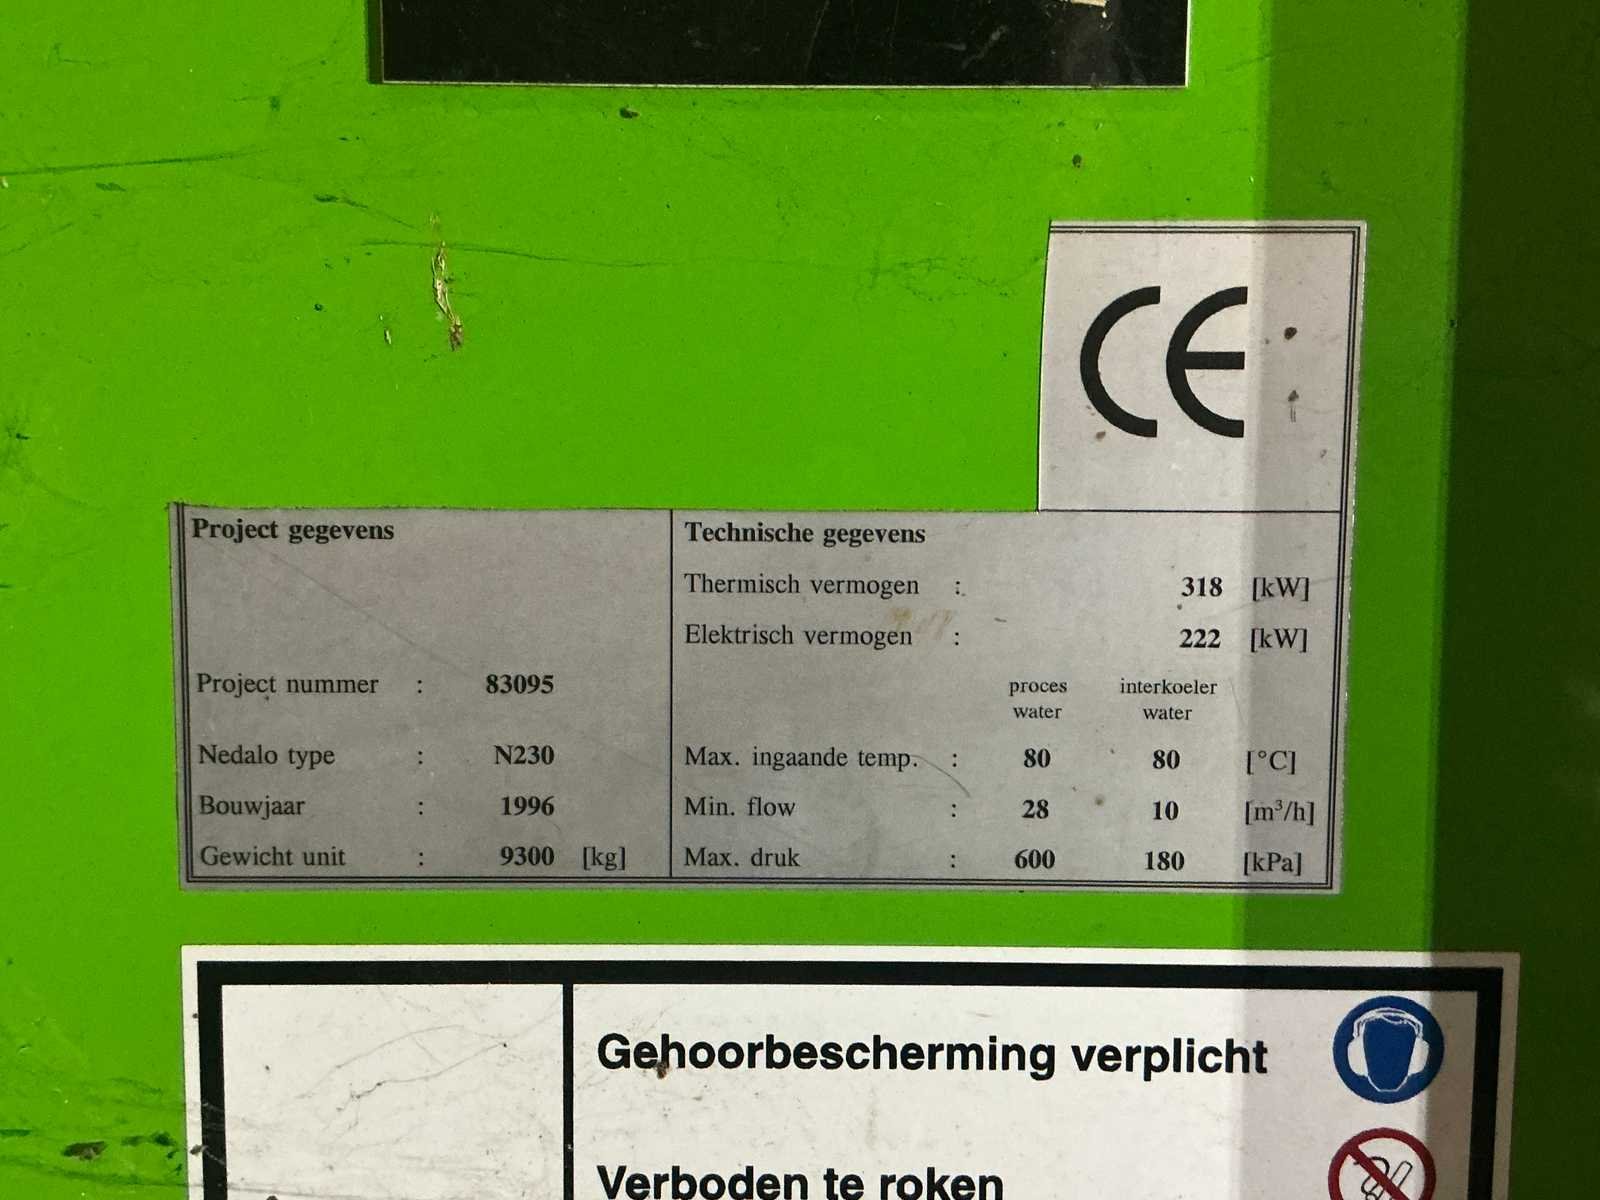 CE
Project gegevens
Project nummer : 83095
Nedalo type : N230
Bouwjaar : 1996
Gewicht unit : 9300 [kg]
Technische gegevens
Thermisch vermogen : 318 [kW]
Elektrisch vermogen : 222 [kW]
proces interkoeler
water water
Max. ingaande temp. : 80 80 [°C]
Min. flow : 28 10 [m³/h]
Max. druk : 600 180 [kPa]
Gehoorbescherming verplicht
Verboden te roken